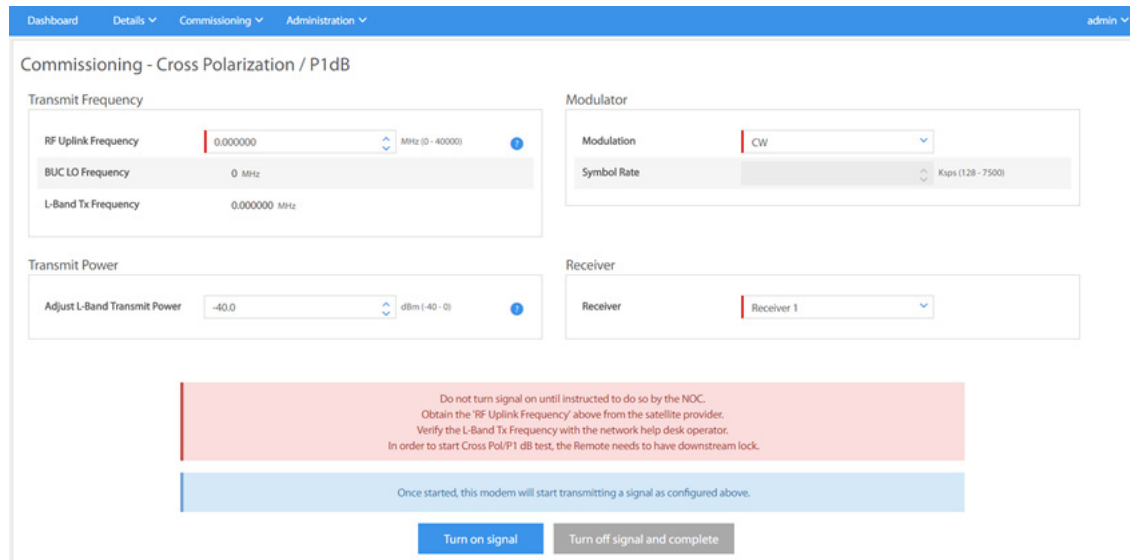 Dashboard Details Commissioning Administration admin
Commissioning - Cross Polarization / P1dB
Transmit Frequency
RF Uplink Frequency 0.000000 MHz (0 - 40000) ?
BUC LO Frequency 0 MHz
L-Band Tx Frequency 0.000000 MHz
Modulator
Modulation CW
Symbol Rate Ksps (128 - 7500)
Transmit Power
Adjust L-Band Transmit Power -40.0 dBm (-40 - 0) ?
Receiver
Receiver Receiver 1
Do not turn signal on until instructed to do so by the NOC.
Obtain the 'RF Uplink Frequency' above from the satellite provider.
Verify the L-Band Tx Frequency with the network help desk operator.
In order to start Cross Pol/P1 dB test, the Remote needs to have downstream lock.
Once started, this modem will start transmitting a signal as configured above.
Turn on signal Turn off signal and complete